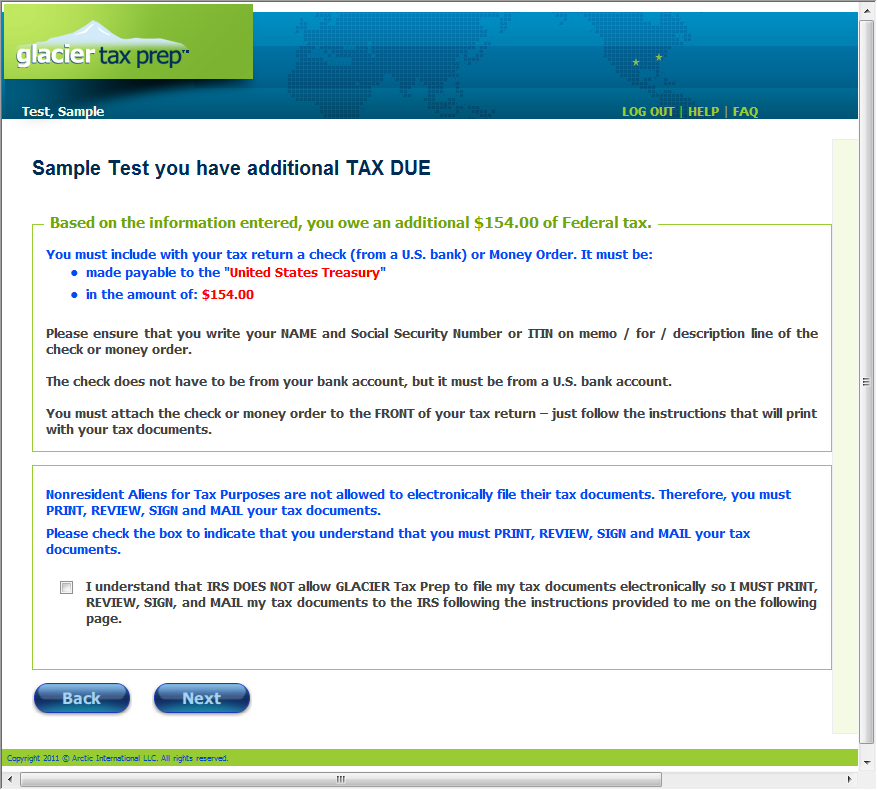 glacier tax prep™
Test, Sample
LOG OUT | HELP | FAQ
Sample Test you have additional TAX DUE
Based on the information entered, you owe an additional $154.00 of Federal tax.
You must include with your tax return a check (from a U.S. bank) or Money Order. It must be:
• made payable to the "United States Treasury"
• in the amount of: $154.00
Please ensure that you write your NAME and Social Security Number or ITIN on memo / for / description line of the
check or money order.
The check does not have to be from your bank account, but it must be from a U.S. bank account.
You must attach the check or money order to the FRONT of your tax return – just follow the instructions that will print
with your tax documents.
Nonresident Aliens for Tax Purposes are not allowed to electronically file their tax documents. Therefore, you must
PRINT, REVIEW, SIGN and MAIL your tax documents.
Please check the box to indicate that you understand that you must PRINT, REVIEW, SIGN and MAIL your tax
documents.
I understand that IRS DOES NOT allow GLACIER Tax Prep to file my tax documents electronically so I MUST PRINT,
REVIEW, SIGN, and MAIL my tax documents to the IRS following the instructions provided to me on the following
page.
Back Next
Copyright 2011 © Arctic International LLC. All rights reserved.